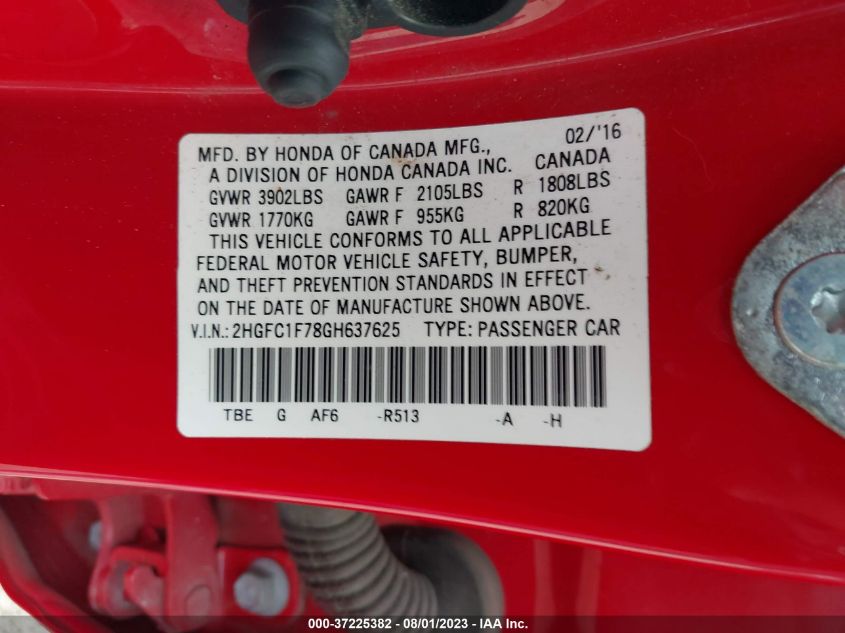 02/'16
MFD. BY HONDA OF CANADA MFG.,
A DIVISION OF HONDA CANADA INC. CANADA
GVWR 3902LBS GAWR F 2105LBS R 1808LBS
GVWR 1770KG GAWR F 955KG R 820KG
THIS VEHICLE CONFORMS TO ALL APPLICABLE
FEDERAL MOTOR VEHICLE SAFETY, BUMPER,
AND THEFT PREVENTION STANDARDS IN EFFECT
ON THE DATE OF MANUFACTURE SHOWN ABOVE.
V.I.N.: 2HGFC1F78GH637625 TYPE: PASSENGER CAR
TBE G AF6 -R513 -A -H
000-37225382 - 08/01/2023 - IAA Inc.